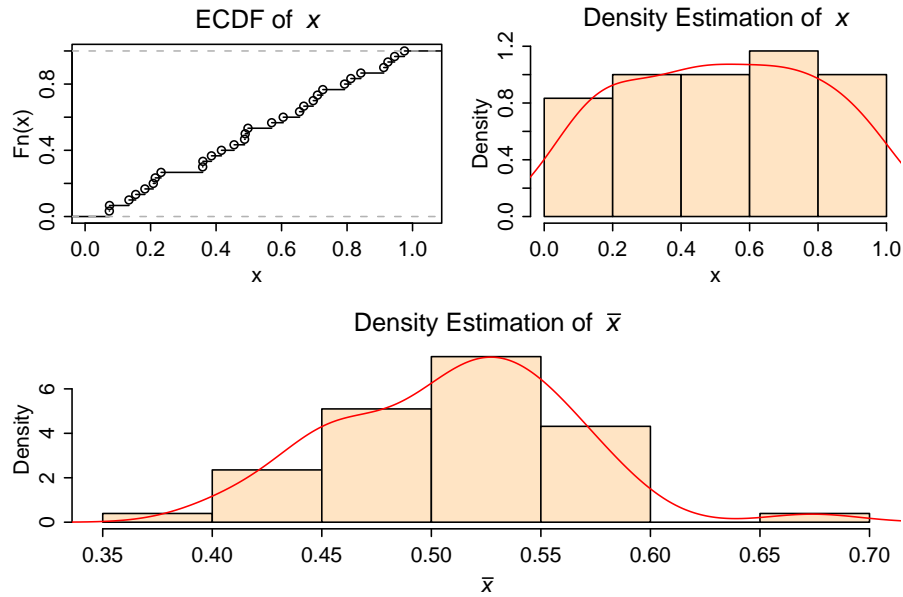 ECDF of x
Fn(x)
0.0 0.4 0.8
0.0 0.2 0.4 0.6 0.8 1.0
x
Density Estimation of x
Density
0.0 0.4 0.8 1.2
0.0 0.2 0.4 0.6 0.8 1.0
x
Density Estimation of x̅
Density
0 2 4 6
0.35 0.40 0.45 0.50 0.55 0.60 0.65 0.70
x̅